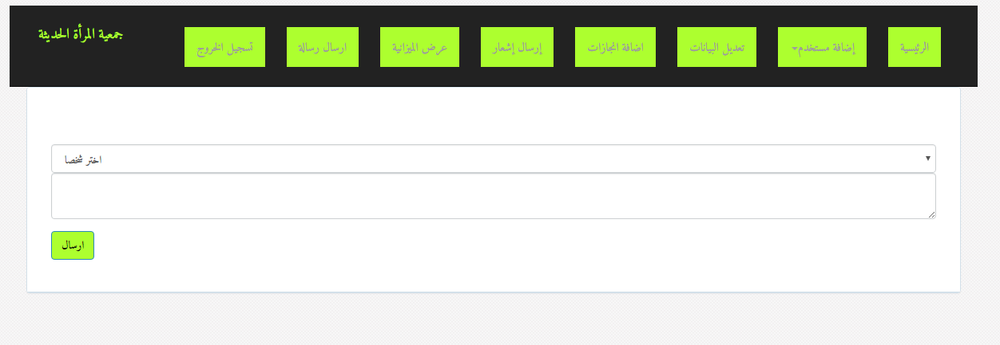 الرئيسية
إضافة مستخدم
تعديل البيانات
اضافة انجازات
إرسال إشعار
عرض الميزانية
ارسال رسالة
تسجيل الخروج
جمعية المرأة الحديثة
اختر شخصا
ارسال